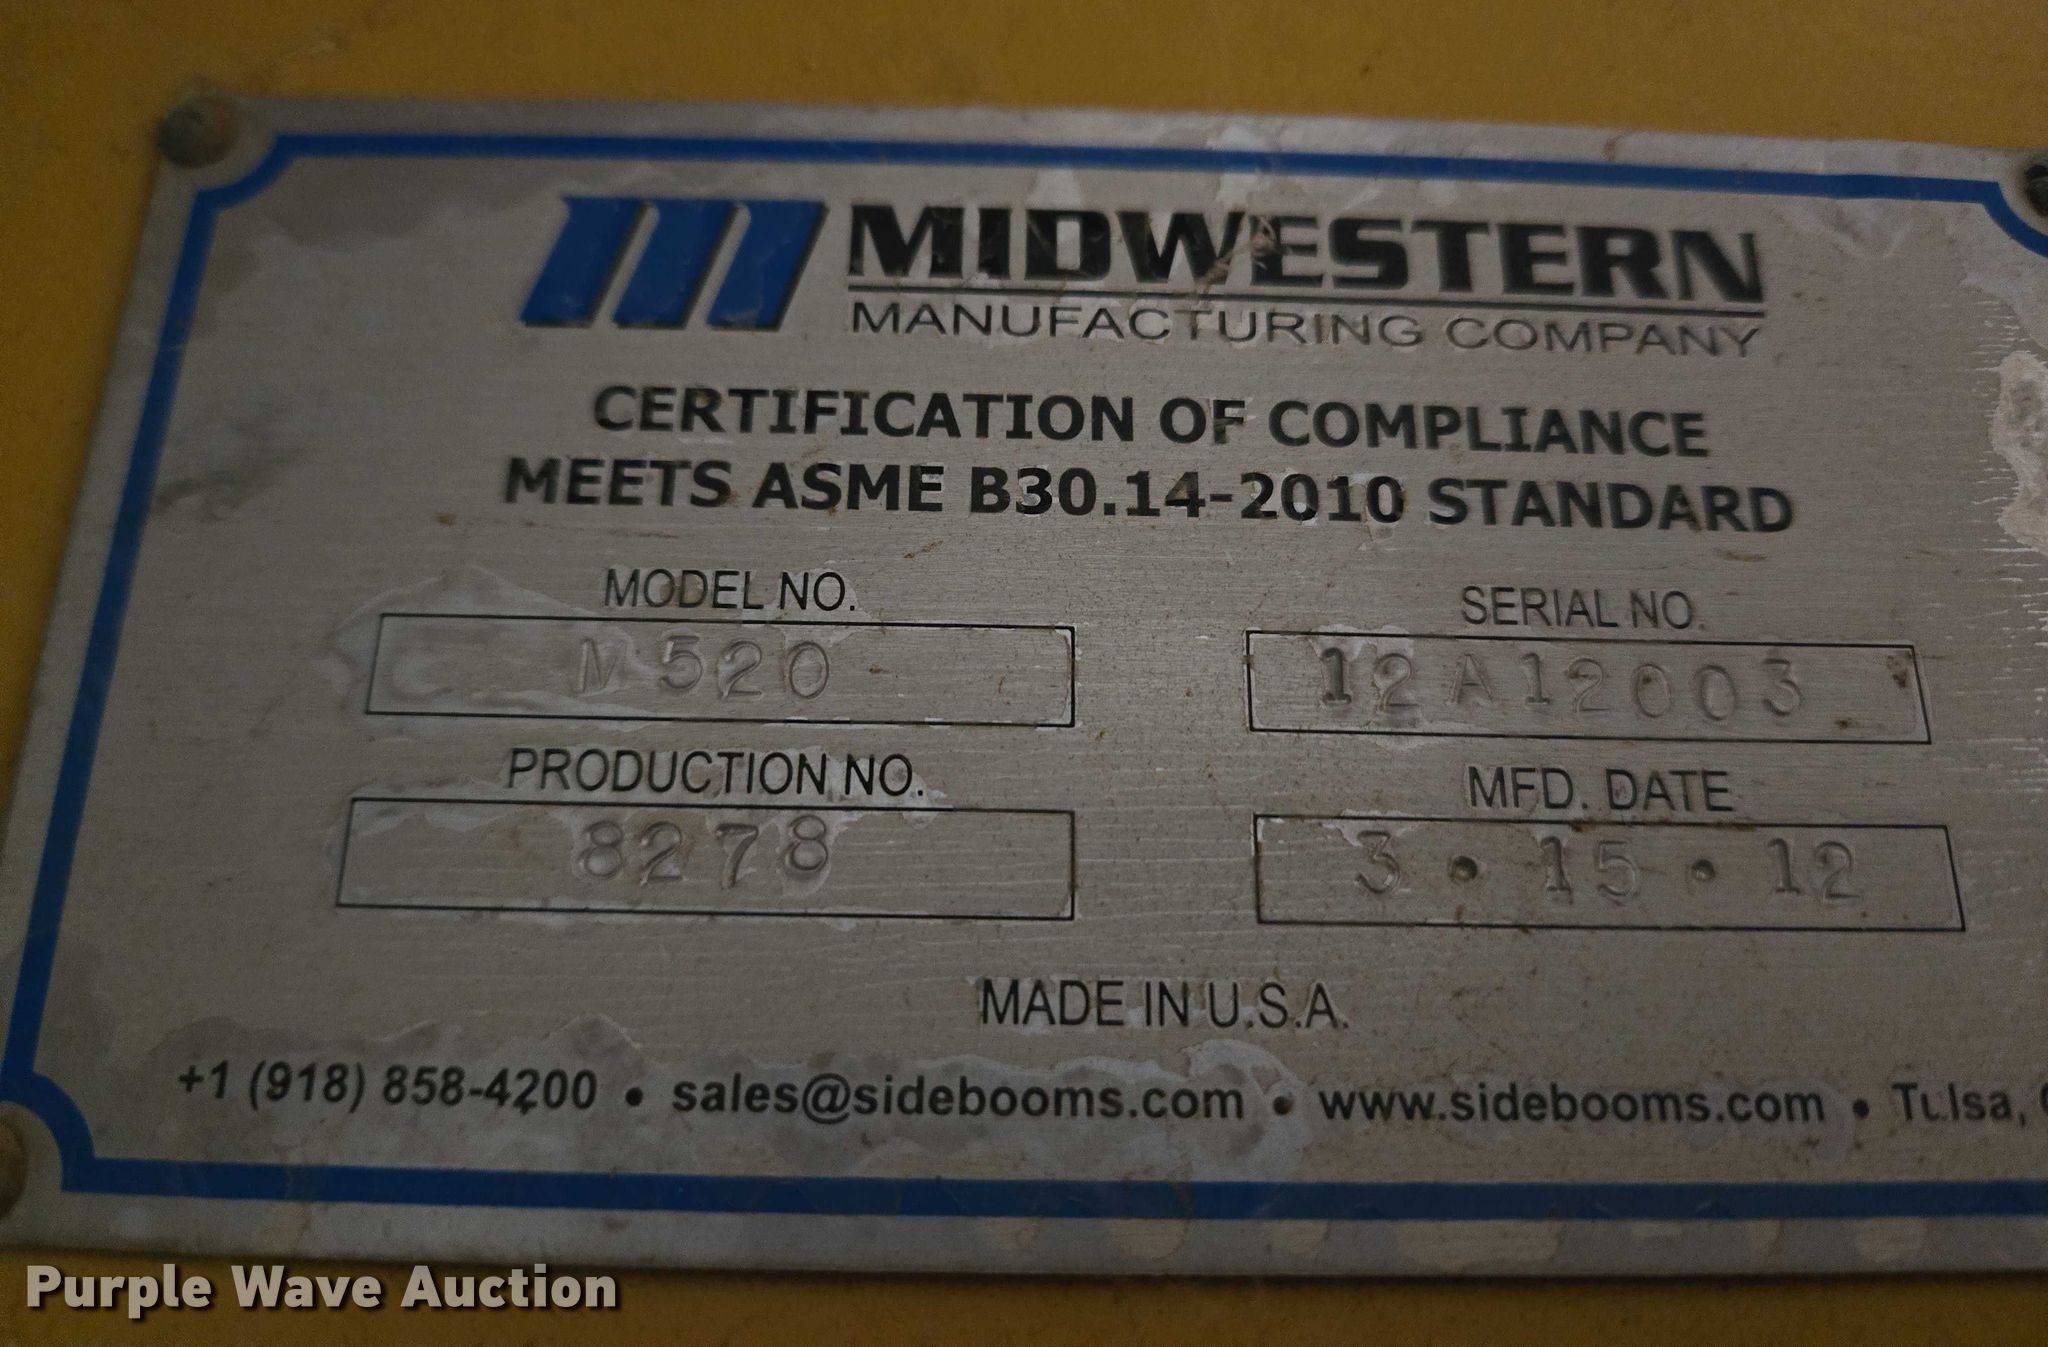 MIDWESTERN
MANUFACTURING COMPANY
CERTIFICATION OF COMPLIANCE
MEETS ASME B30.14-2010 STANDARD
MODEL NO. SERIAL NO.
M520 12A12003
PRODUCTION NO. MFD. DATE
8278 3 • 15 • 12
MADE IN U.S.A.
+1 (918) 858-4200 • sales@sidebooms.com • www.sidebooms.com • Tulsa,
Purple Wave Auction